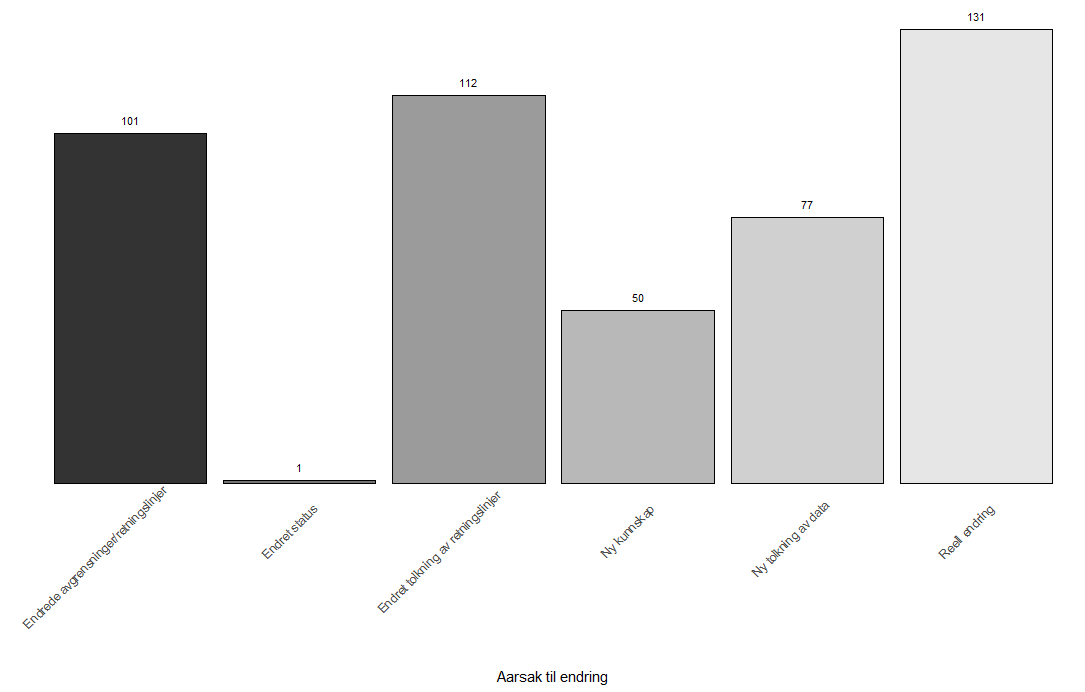 131
112
101
77
50
1
Endrede avgrensninger/retningslinjer
Endret status
Endret tolkning av retningslinjer
Ny kunnskap
Ny tolkning av data
Reell endring
Aarsak til endring